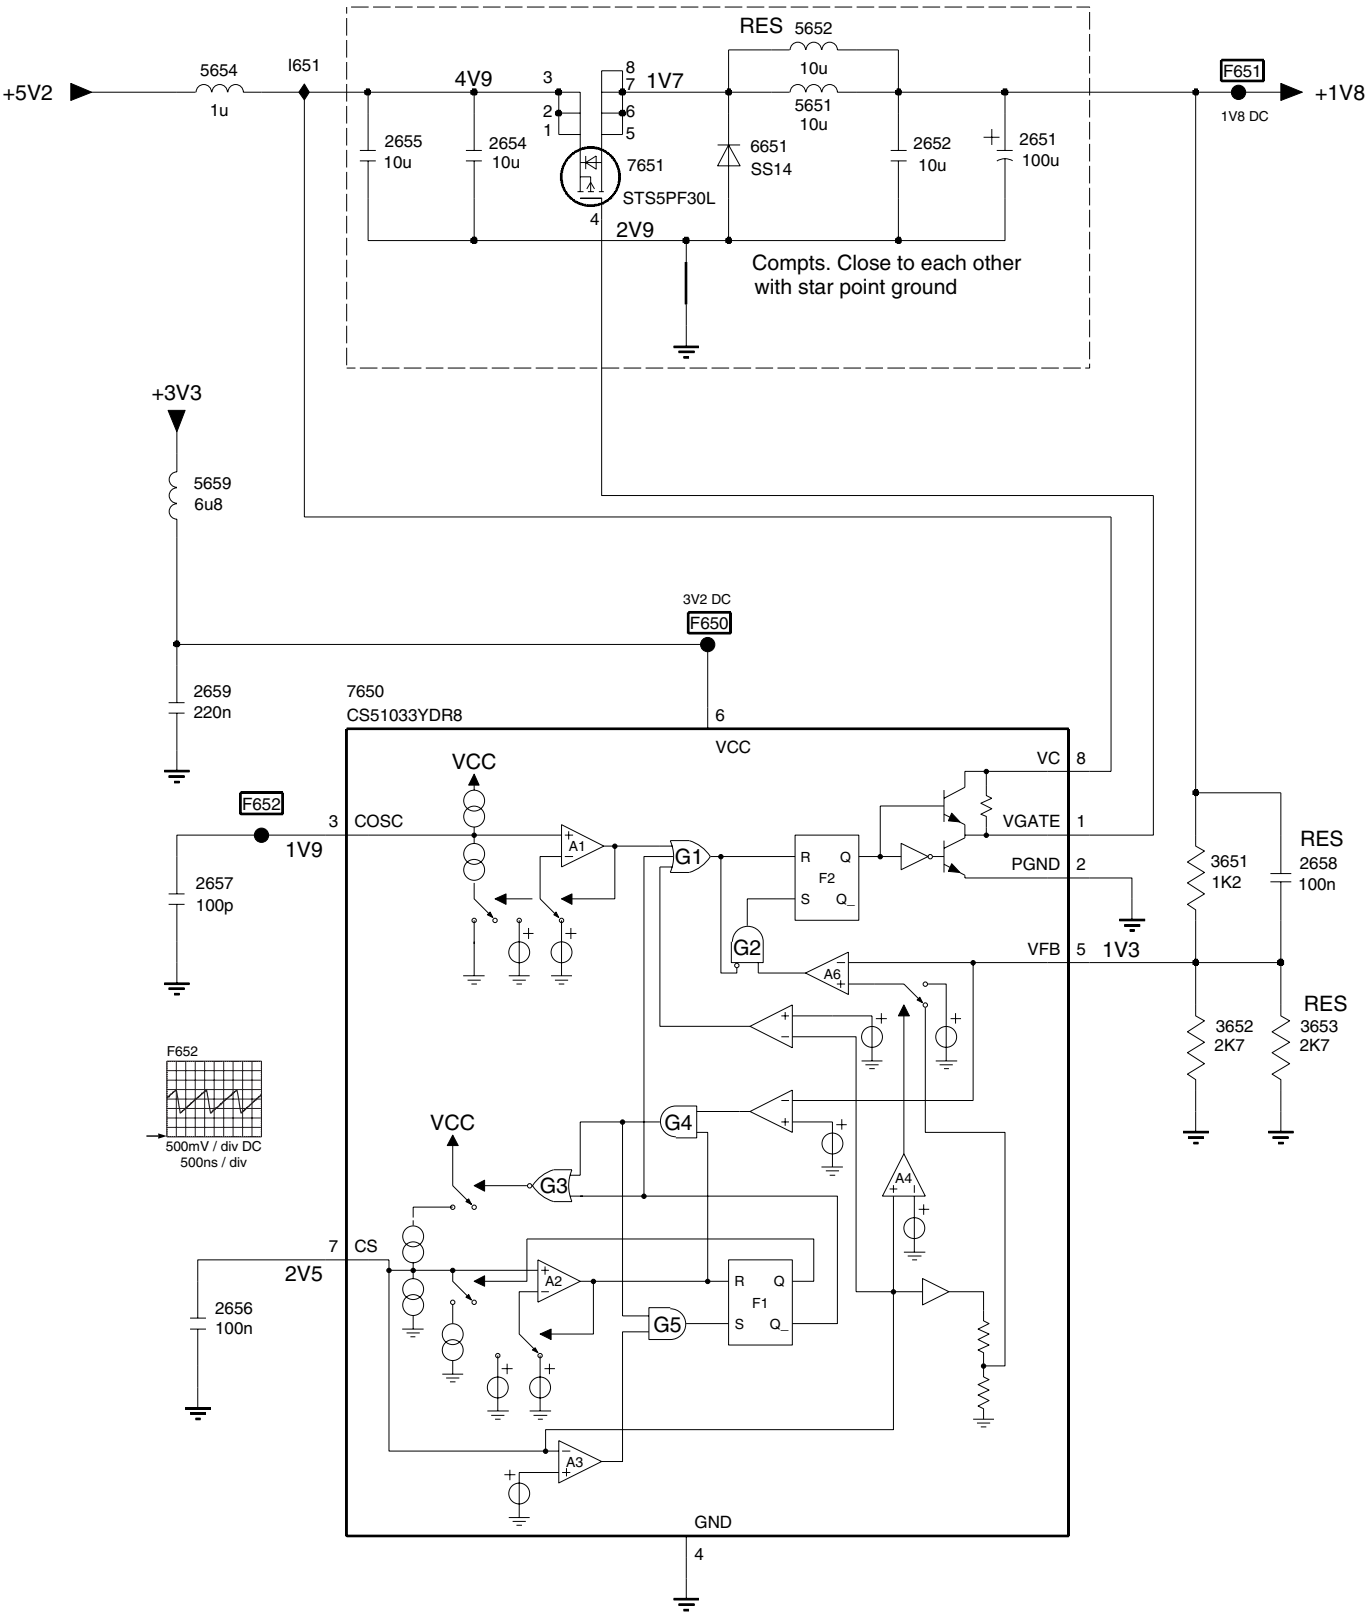 RES 5652
10u
5654
1u
I651
+5V2
4V9
3
2
1
8
7
6
5
1V7
5651
10u
F651
1V8 DC
+1V8
2655
10u
2654
10u
7651
STS5PF30L
4
2V9
6651
SS14
2652
10u
+
2651
100u
Compts. Close to each other
with star point ground
+3V3
5659
6u8
3V2 DC
F650
2659
220n
7650
CS51033YDR8
6
VCC
VCC
VC 8
F652
3 COSC
1V9
+
A1
−
G1
R Q
F2
S Q_
VGATE 1
PGND 2
2657
100p
3651
1K2
RES
2658
100n
+
+
G2
−
A6
+
VFB 5 1V3
+
−
+
+
3652
2K7
RES
3653
2K7
F652
500mV / div DC
500ns / div
VCC
G4
−
+
+
G3
A4
+ −
+
7 CS
2V5
+
A2
−
R Q
F1
S Q_
G5
2656
100n
+
+
−
A3
+
+
GND
4